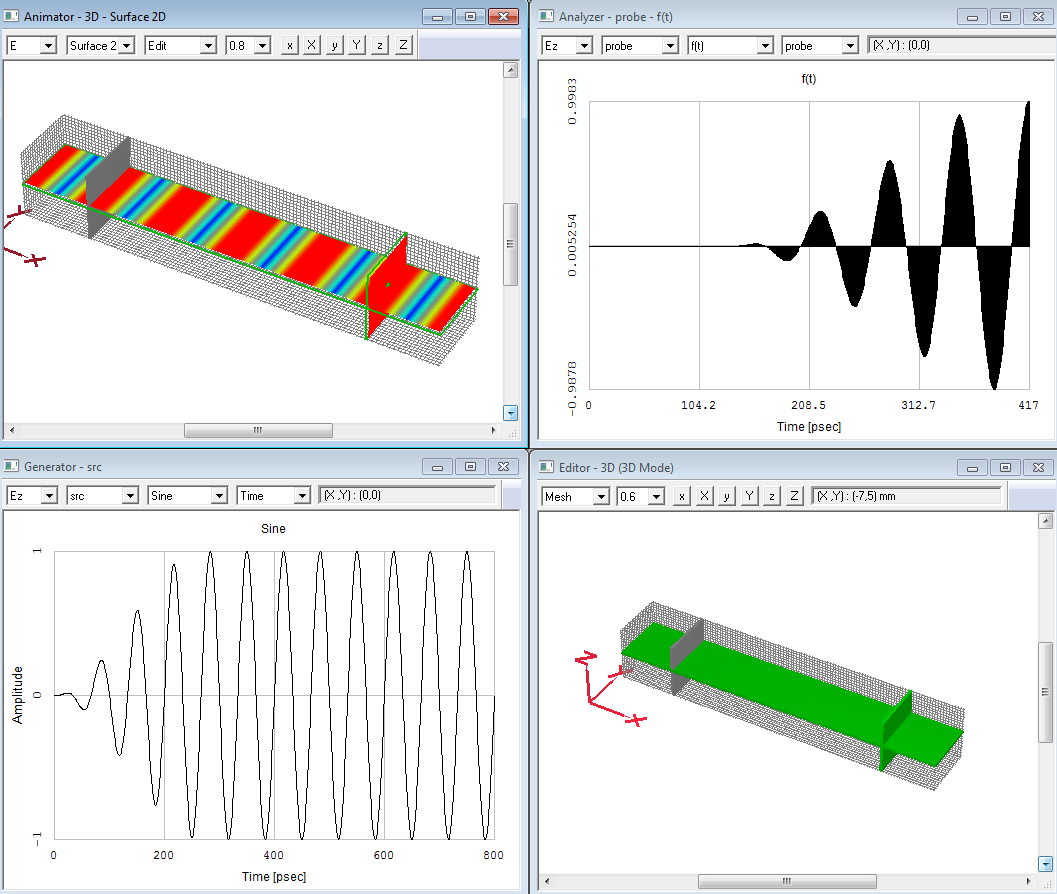 Animator - 3D - Surface 2D
E Surface 2 Edit 0.8 x X y Y z Z
Y
X
Analyzer - probe - f(t)
Ez probe f(t) probe (X ,Y) : (0,0)
f(t)
0.9983
0.005254
-0.9878
0 104.2 208.5 312.7 417
Time [psec]
Generator - src
Ez src Sine Time (X ,Y) : (0,0)
Sine
1
0
-1
Amplitude
0 200 400 600 800
Time [psec]
Editor - 3D (3D Mode)
Mesh 0.6 x X y Y z Z (X ,Y) : (-7,5) mm
Z
Y
X